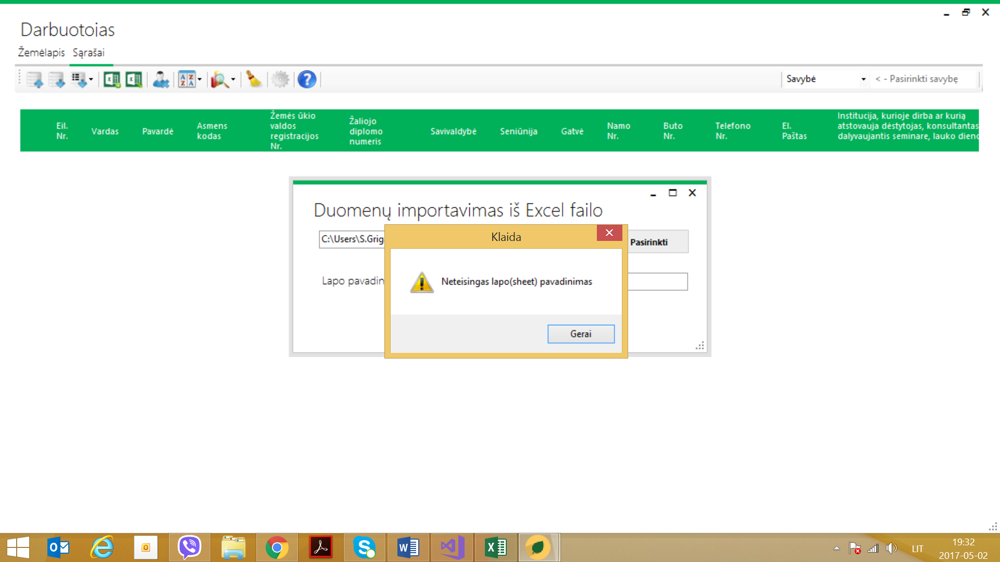 Darbuotojas
Žemėlapis Sąrašai
Savybė
< - Pasirinkti savybę
Eil. Nr.
Vardas
Pavardė
Asmens kodas
Žemės ūkio valdos registracijos Nr.
Žaliojo diplomo numeris
Savivaldybė
Seniūnija
Gatvė
Namo Nr.
Buto Nr.
Telefono Nr.
El. Paštas
Institucija, kurioje dirba ar kurią
atstovauja dėstytojas, konsultantas
dalyvaujantis seminare, lauko dieno
Duomenų importavimas iš Excel failo
C:\Users\S.Grig
Pasirinkti
Lapo pavadin
Klaida
Neteisingas lapo(sheet) pavadinimas
Gerai
LIT
19:32
2017-05-02